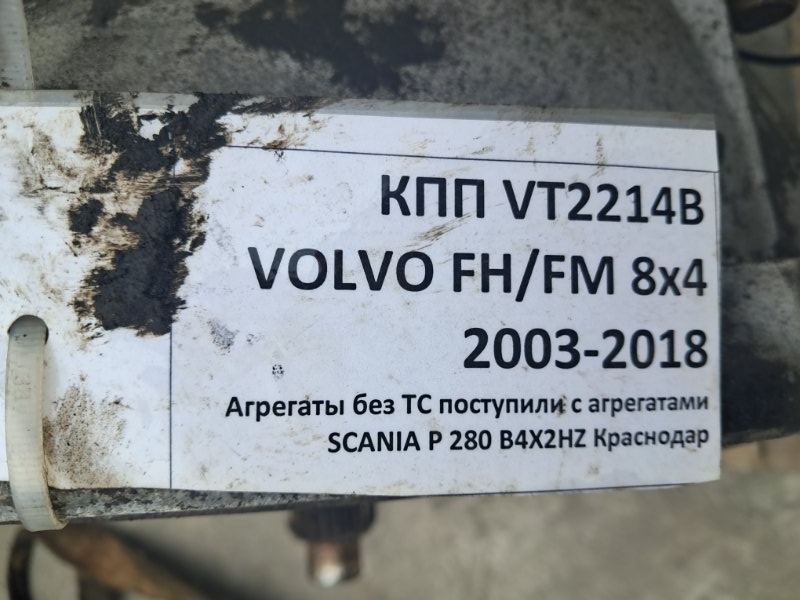 КПП VT2214B
VOLVO FH/FM 8x4
2003-2018
Агрегаты без ТС поступили с агрегатами
SCANIA P 280 B4X2HZ Краснодар